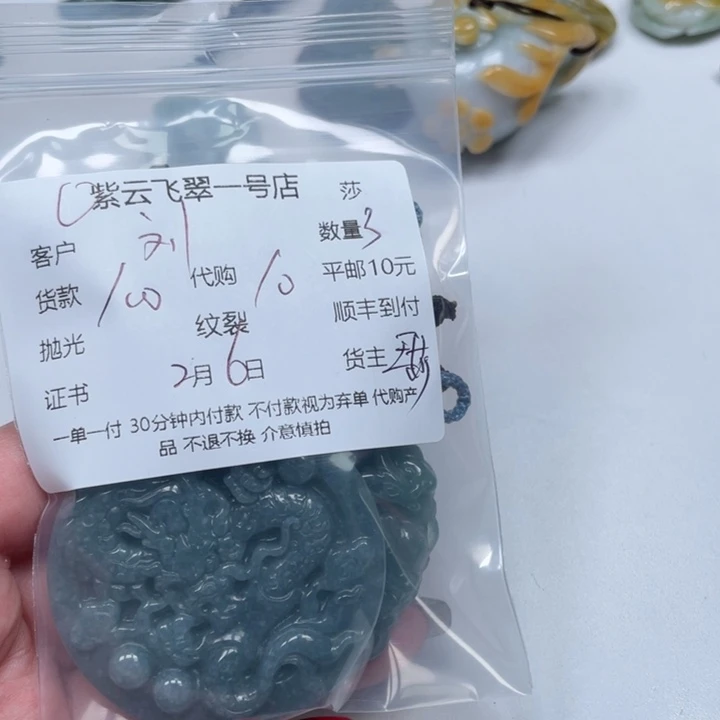 紫云飞翠一号店 莎
客户 刘 数量3
货款 100 代购 10 平邮10元
抛光 纹裂 顺丰到付
证书 2月6日 货主
一单一付 30分钟内付款 不付款视为弃单 代购产
品 不退不换 介意慎拍